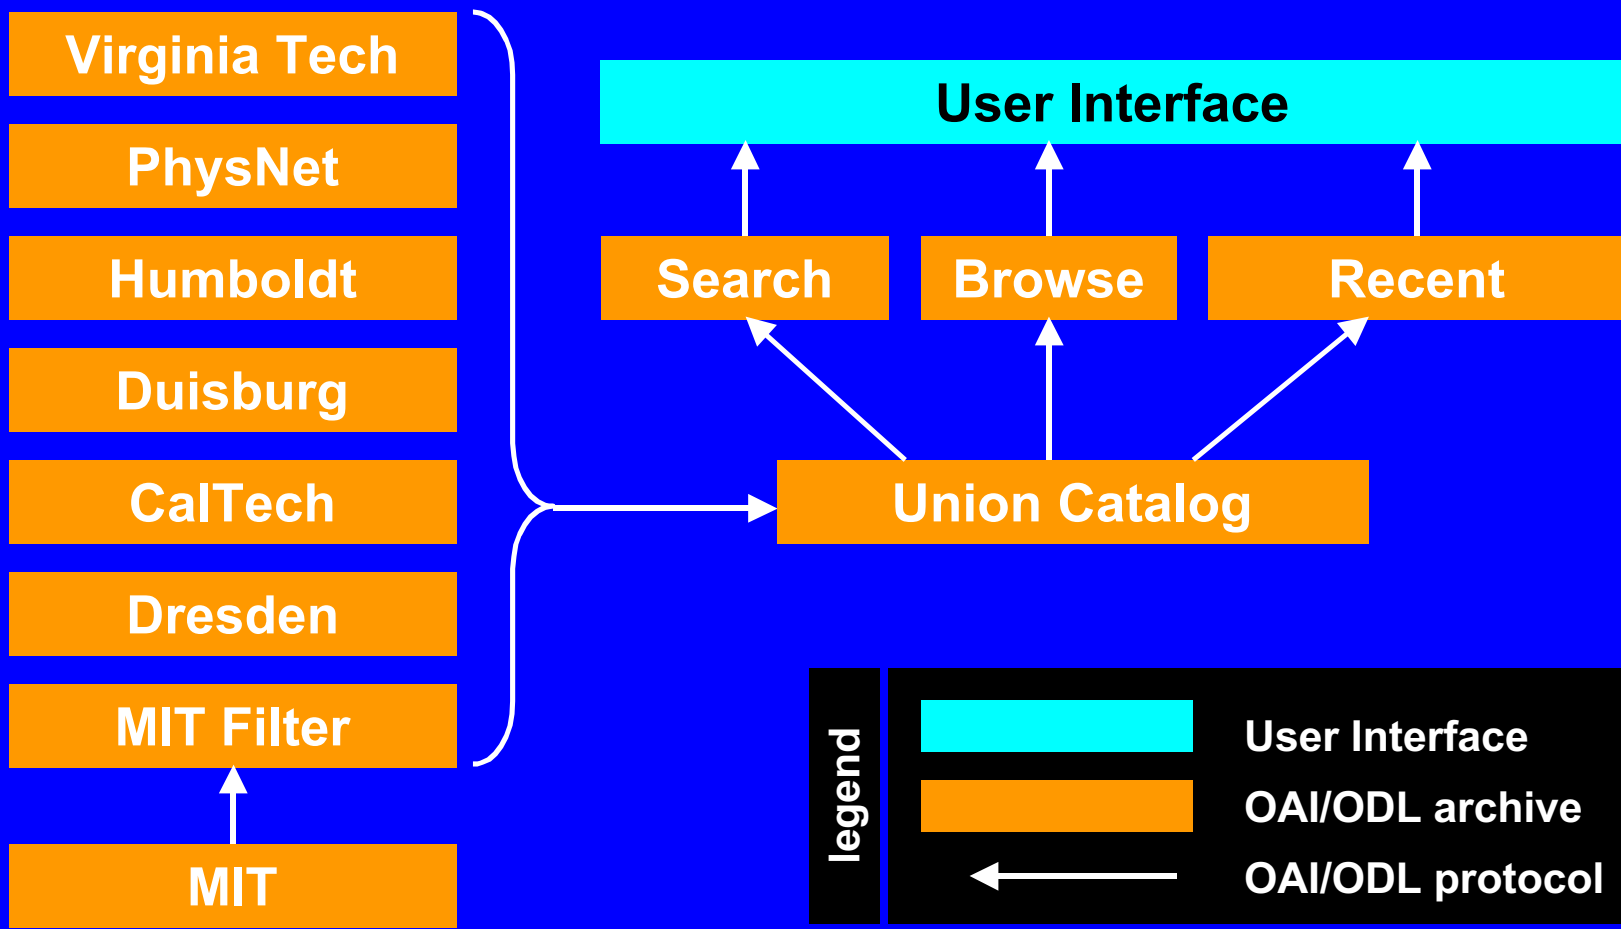 Virginia Tech
PhysNet
Humboldt
Duisburg
CalTech
Dresden
MIT Filter
MIT
User Interface
Search
Browse
Recent
Union Catalog
legend
User Interface
OAI/ODL archive
OAI/ODL protocol